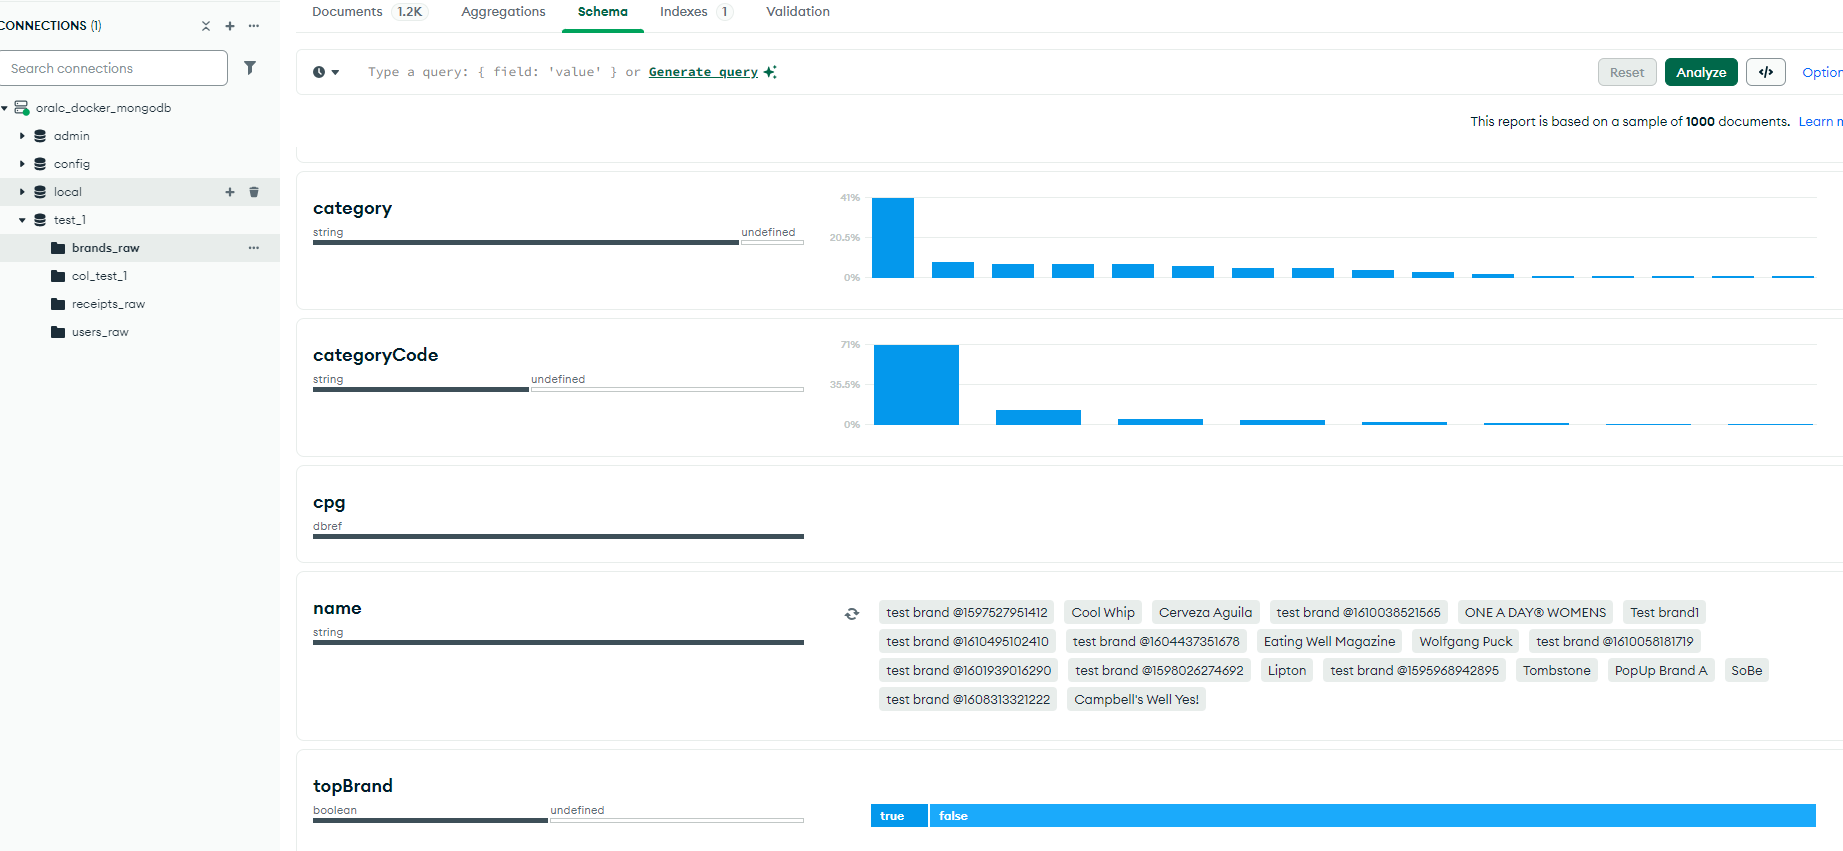 Documents 1.2K Aggregations Schema Indexes 1 Validation
CONNECTIONS (1)
Search connections
Type a query: { field: 'value' } or Generate query
Reset Analyze </> Option
oralc_docker_mongodb
admin
config
local
test_1
brands_raw
col_test_1
receipts_raw
users_raw
This report is based on a sample of 1000 documents. Learn m
category
string undefined
41%
20.5%
0%
categoryCode
string undefined
71%
35.5%
0%
cpg
dbref
name
string
test brand @1597527951412 Cool Whip Cerveza Aguila test brand @1610038521565 ONE A DAY® WOMENS Test brand1
test brand @1610495102410 test brand @1604437351678 Eating Well Magazine Wolfgang Puck test brand @1610058181719
test brand @1601939016290 test brand @1598026274692 Lipton test brand @1595968942895 Tombstone PopUp Brand A SoBe
test brand @1608313321222 Campbell's Well Yes!
topBrand
boolean undefined
true false